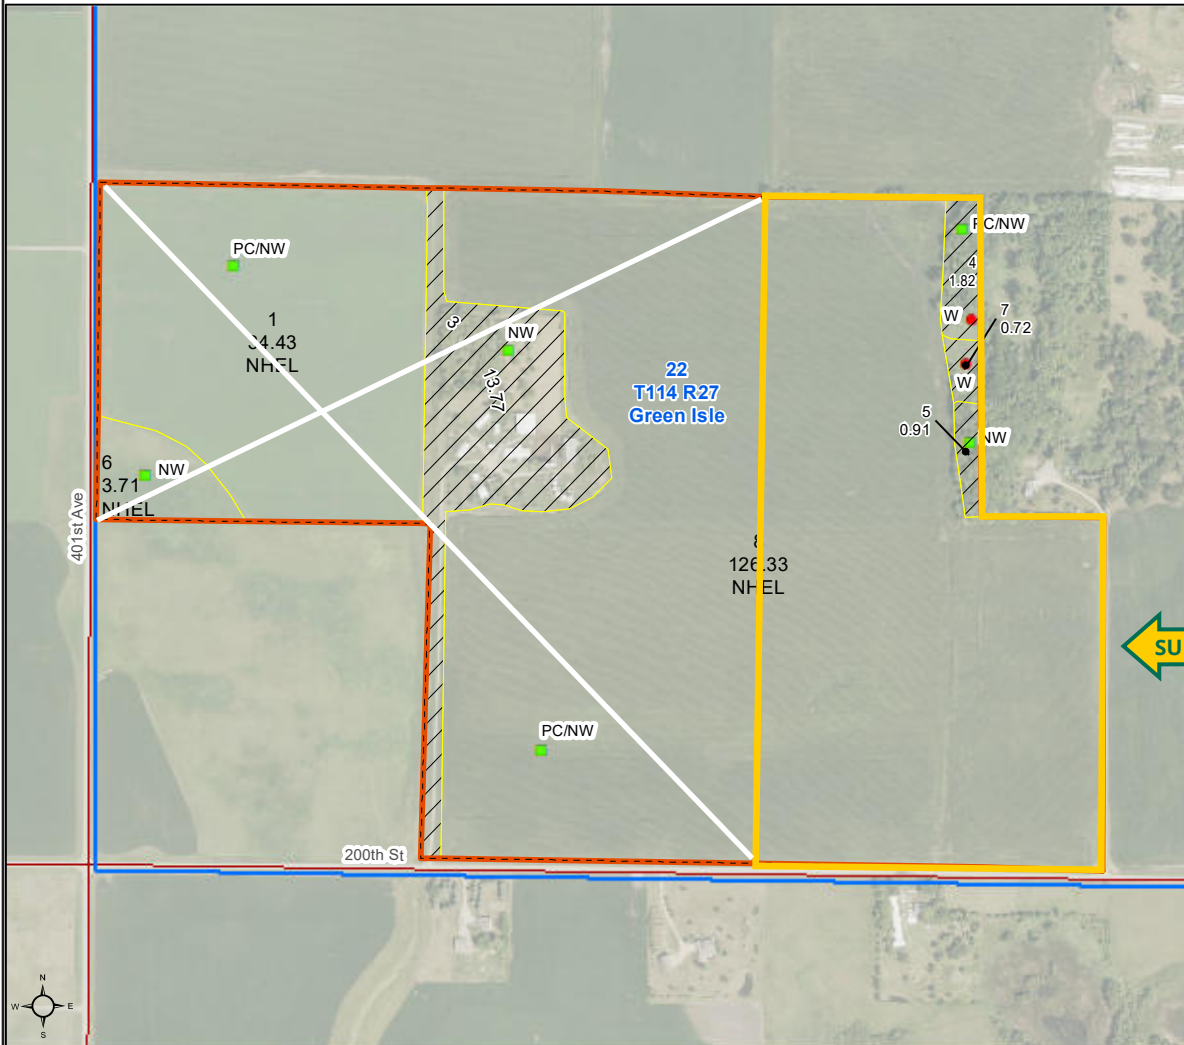 PC/NW
1
34.43
NHEL
3
13.77
NW
22
T114 R27
Green Isle
PC/NW
4
1.82
W
7
0.72
W
5
0.91
NW
6
3.71
NHEL
NW
401st Ave
8
126.33
NHEL
SU
PC/NW
200th St
N
W
E
S